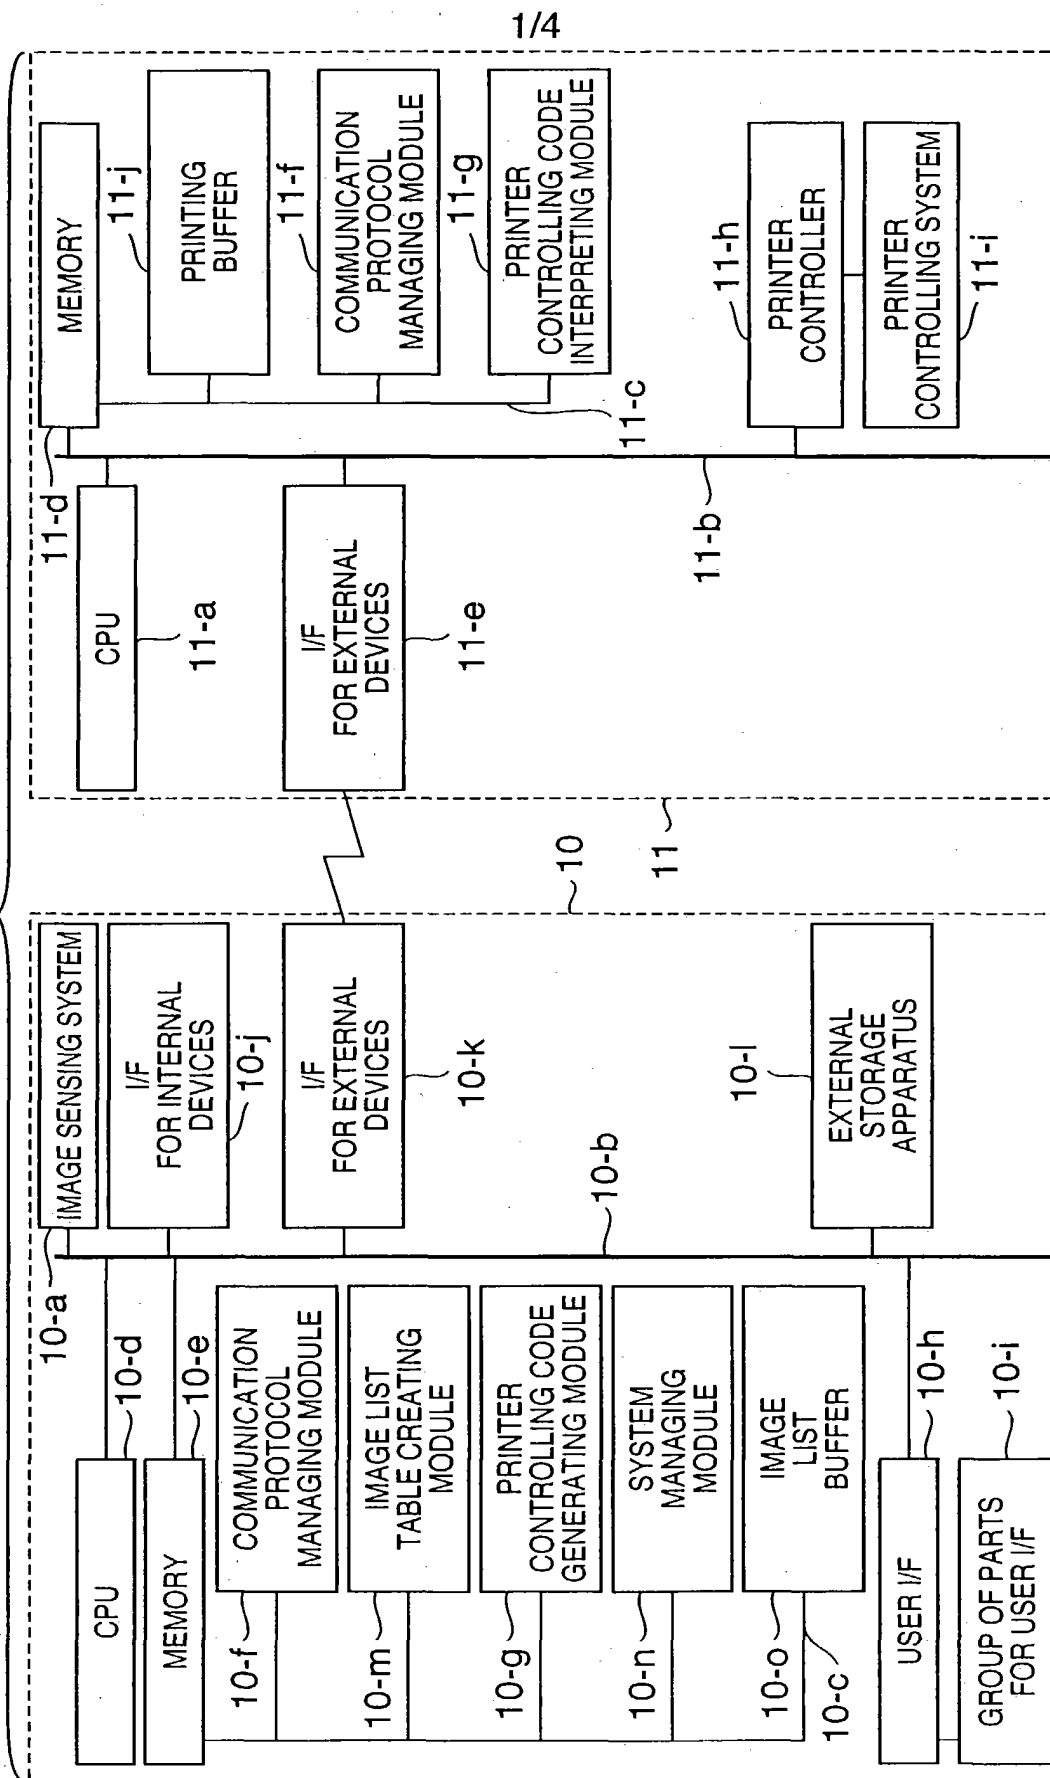 1/4
10-a
IMAGE SENSING SYSTEM
CPU
10-d
I/F
FOR INTERNAL
DEVICES
10-j
MEMORY
10-e
COMMUNICATION
PROTOCOL
MANAGING MODULE
10-f
I/F
FOR EXTERNAL
DEVICES
10-k
IMAGE LIST
TABLE CREATING
MODULE
10-m
PRINTER
CONTROLLING CODE
GENERATING MODULE
10-g
10-b
SYSTEM
MANAGING
MODULE
10-n
IMAGE
LIST
BUFFER
10-o
10-c
10-l
EXTERNAL
STORAGE
APPARATUS
USER I/F
10-h
GROUP OF PARTS
FOR USER I/F
10-i
10
11
11-d
MEMORY
CPU
11-a
11-j
PRINTING
BUFFER
I/F
FOR EXTERNAL
DEVICES
11-e
11-f
COMMUNICATION
PROTOCOL
MANAGING MODULE
11-g
PRINTER
CONTROLLING CODE
INTERPRETING MODULE
11-c
11-b
11-h
PRINTER
CONTROLLER
PRINTER
CONTROLLING SYSTEM
11-i